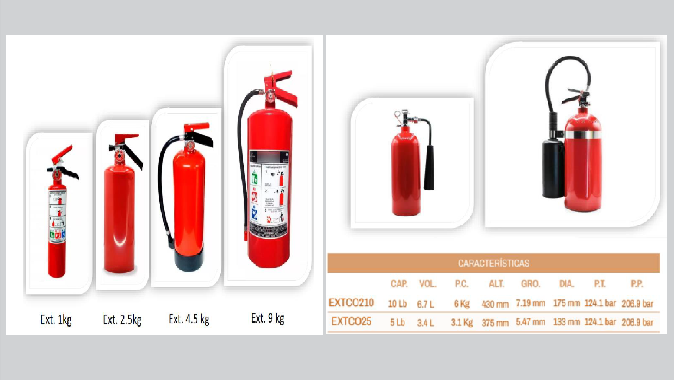 Ext. 1kg
Ext. 2.5kg
Ext. 4.5 kg
Ext. 9 kg
CARACTERÍSTICAS
CAP. VOL. P.C. ALT. GRO. DIA. P.T. P.P.
EXTCO210 10 Lb 6.7 L 6 Kg 430 mm 7.19 mm 175 mm 124.1 bar 206.9 bar
EXTCO25 5 Lb 3.4 L 3.1 Kg 375 mm 5.47 mm 133 mm 124.1 bar 206.9 bar